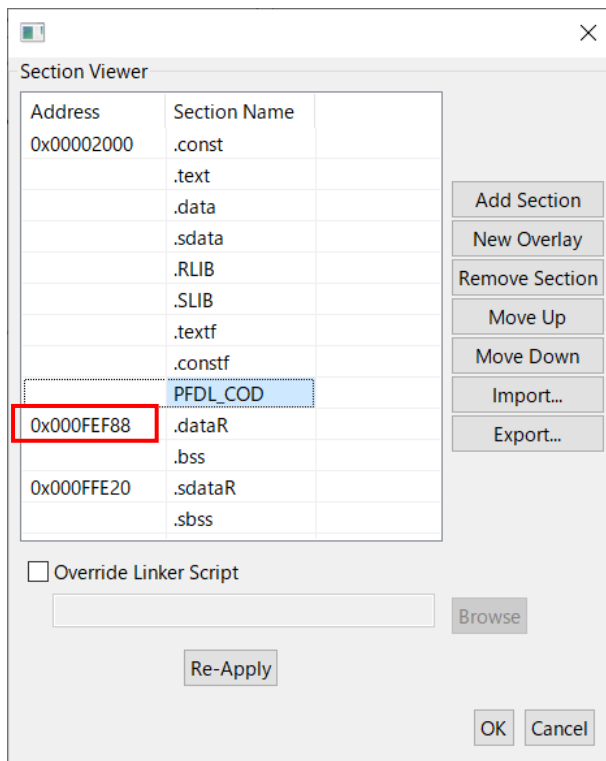 Section Viewer
Address Section Name
0x00002000 .const
.text
.data
.sdata
.RLIB
.SLIB
.textf
.constf
PFDL_COD
0x000FEF88 .dataR
.bss
0x000FFE20 .sdataR
.sbss
Add Section
New Overlay
Remove Section
Move Up
Move Down
Import...
Export...
Override Linker Script
Browse
Re-Apply
OK Cancel